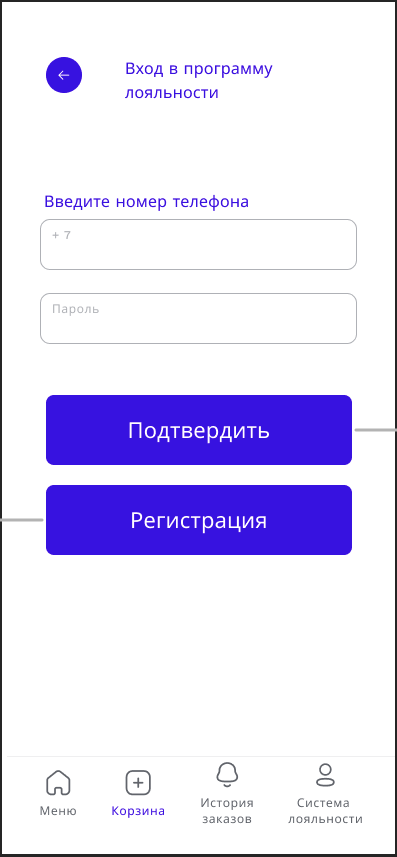 Вход в программу
лояльности
Введите номер телефона
+ 7
Пароль
Подтвердить
Регистрация
Меню
Корзина
История
заказов
Система
лояльности